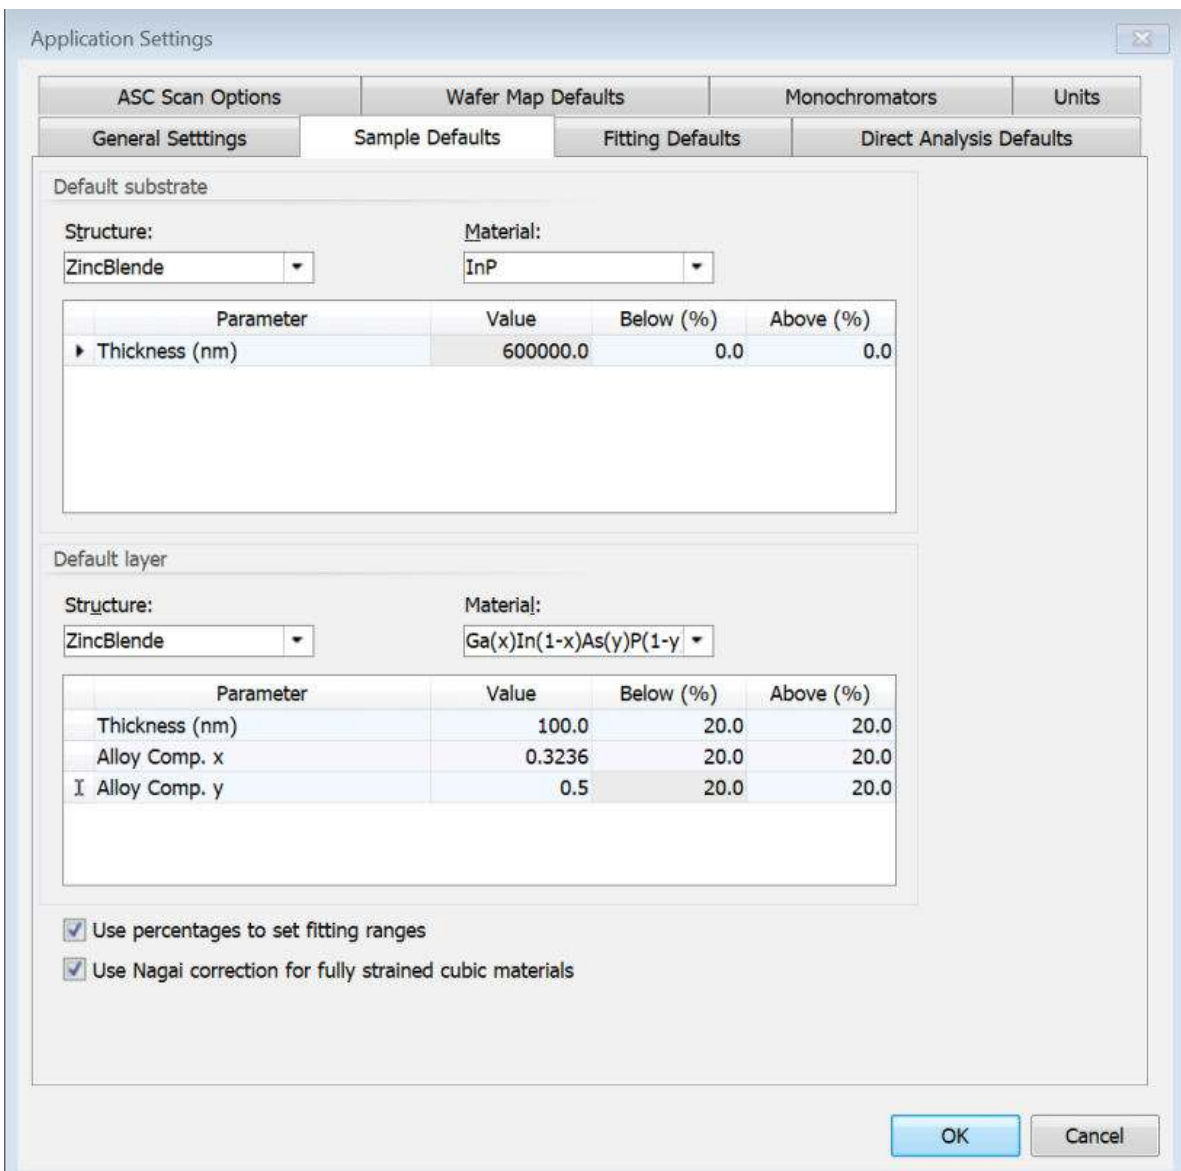 Application Settings
ASC Scan Options Wafer Map Defaults Monochromators Units
General Setttings Sample Defaults Fitting Defaults Direct Analysis Defaults
Default substrate
Structure: Material:
ZincBlende InP
Parameter Value Below (%) Above (%)
Thickness (nm) 600000.0 0.0 0.0
Default layer
Structure: Material:
ZincBlende Ga(x)In(1-x)As(y)P(1-y
Parameter Value Below (%) Above (%)
Thickness (nm) 100.0 20.0 20.0
Alloy Comp. x 0.3236 20.0 20.0
Alloy Comp. y 0.5 20.0 20.0
Use percentages to set fitting ranges
Use Nagai correction for fully strained cubic materials
OK Cancel